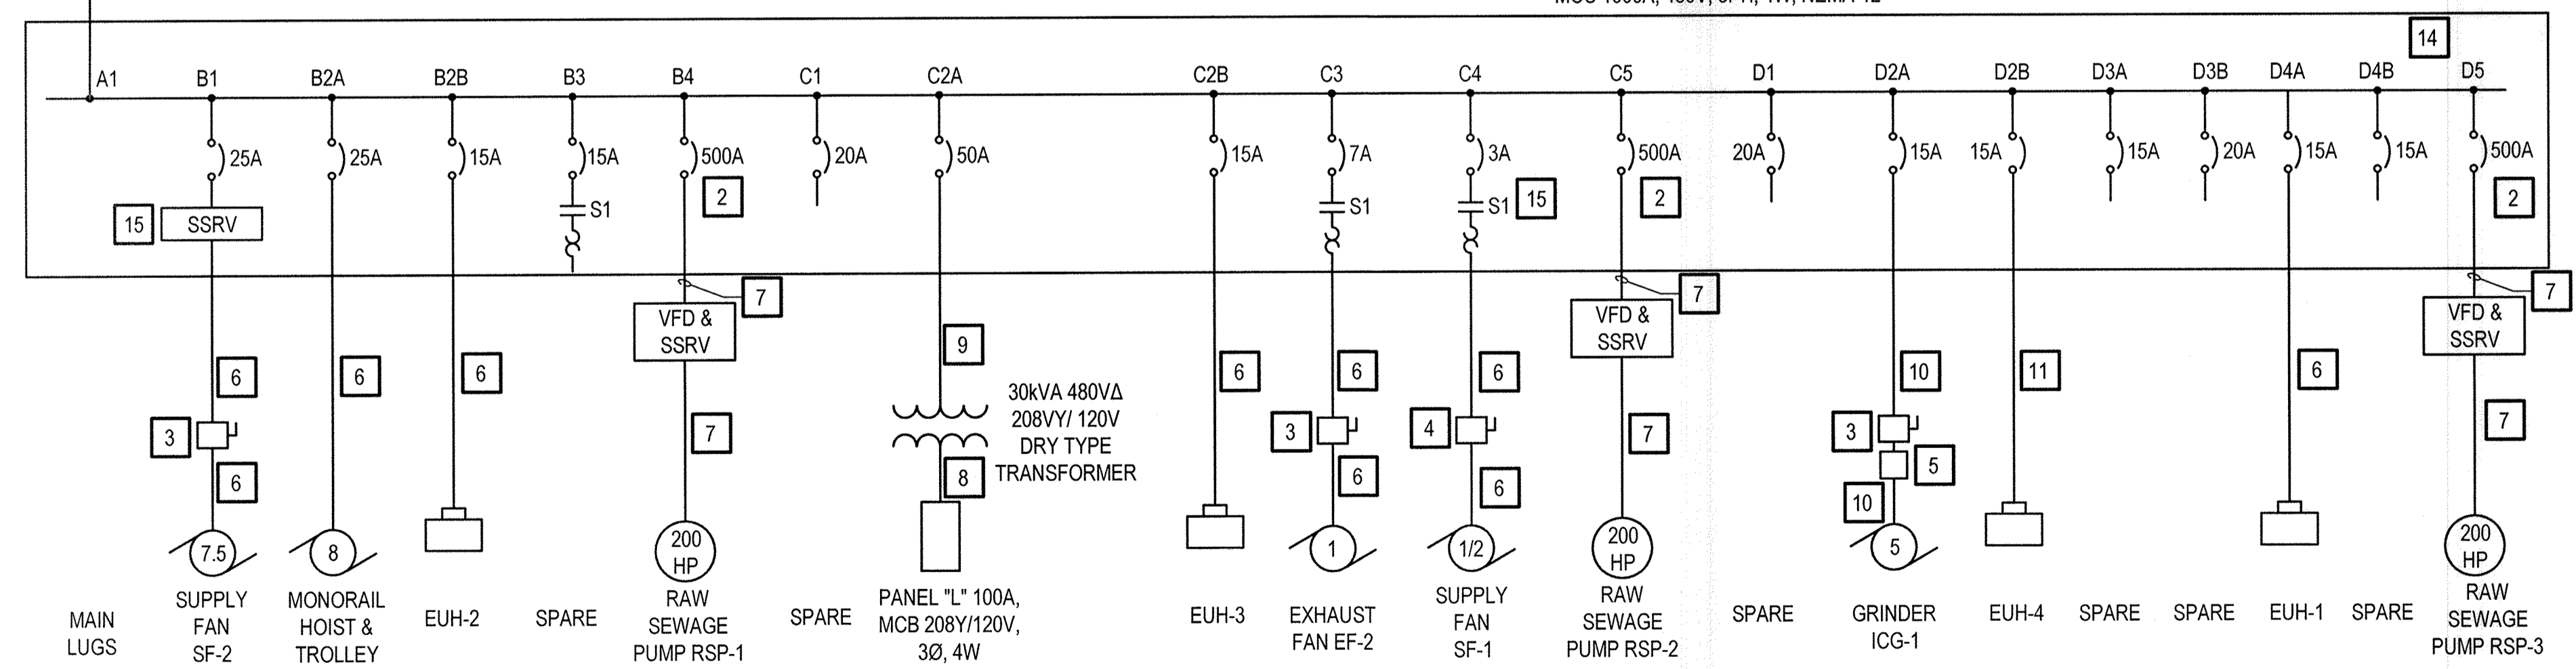 14
A1 B1 B2A B2B B3 B4 C1 C2A C2B C3 C4 C5 D1 D2A D2B D3A D3B D4A D4B D5
25A 25A 15A 15A 500A 20A 50A 15A 7A 3A 500A 20A 15A 15A 15A 20A 15A 15A 500A
2 15 2 2
15 SSRV S1 S1 S1
7 7 7
VFD &
SSRV
VFD &
SSRV
VFD &
SSRV
6 6 6 9 6 6 6 10 11 6
30kVA 480VΔ
208VY/ 120V
DRY TYPE
TRANSFORMER
3 7 3 4 7 3 7
6 8 6 6 5
10
7.5 8
200
HP
1 1/2
200
HP
5
200
HP
MAIN
LUGS
SUPPLY
FAN
SF-2
MONORAIL
HOIST &
TROLLEY
EUH-2
SPARE
RAW
SEWAGE
PUMP RSP-1
SPARE
PANEL "L" 100A,
MCB 208Y/120V,
3Ø, 4W
EUH-3
EXHAUST
FAN EF-2
SUPPLY
FAN
SF-1
RAW
SEWAGE
PUMP RSP-2
SPARE
GRINDER
ICG-1
EUH-4
SPARE
SPARE
EUH-1
SPARE
RAW
SEWAGE
PUMP RSP-3